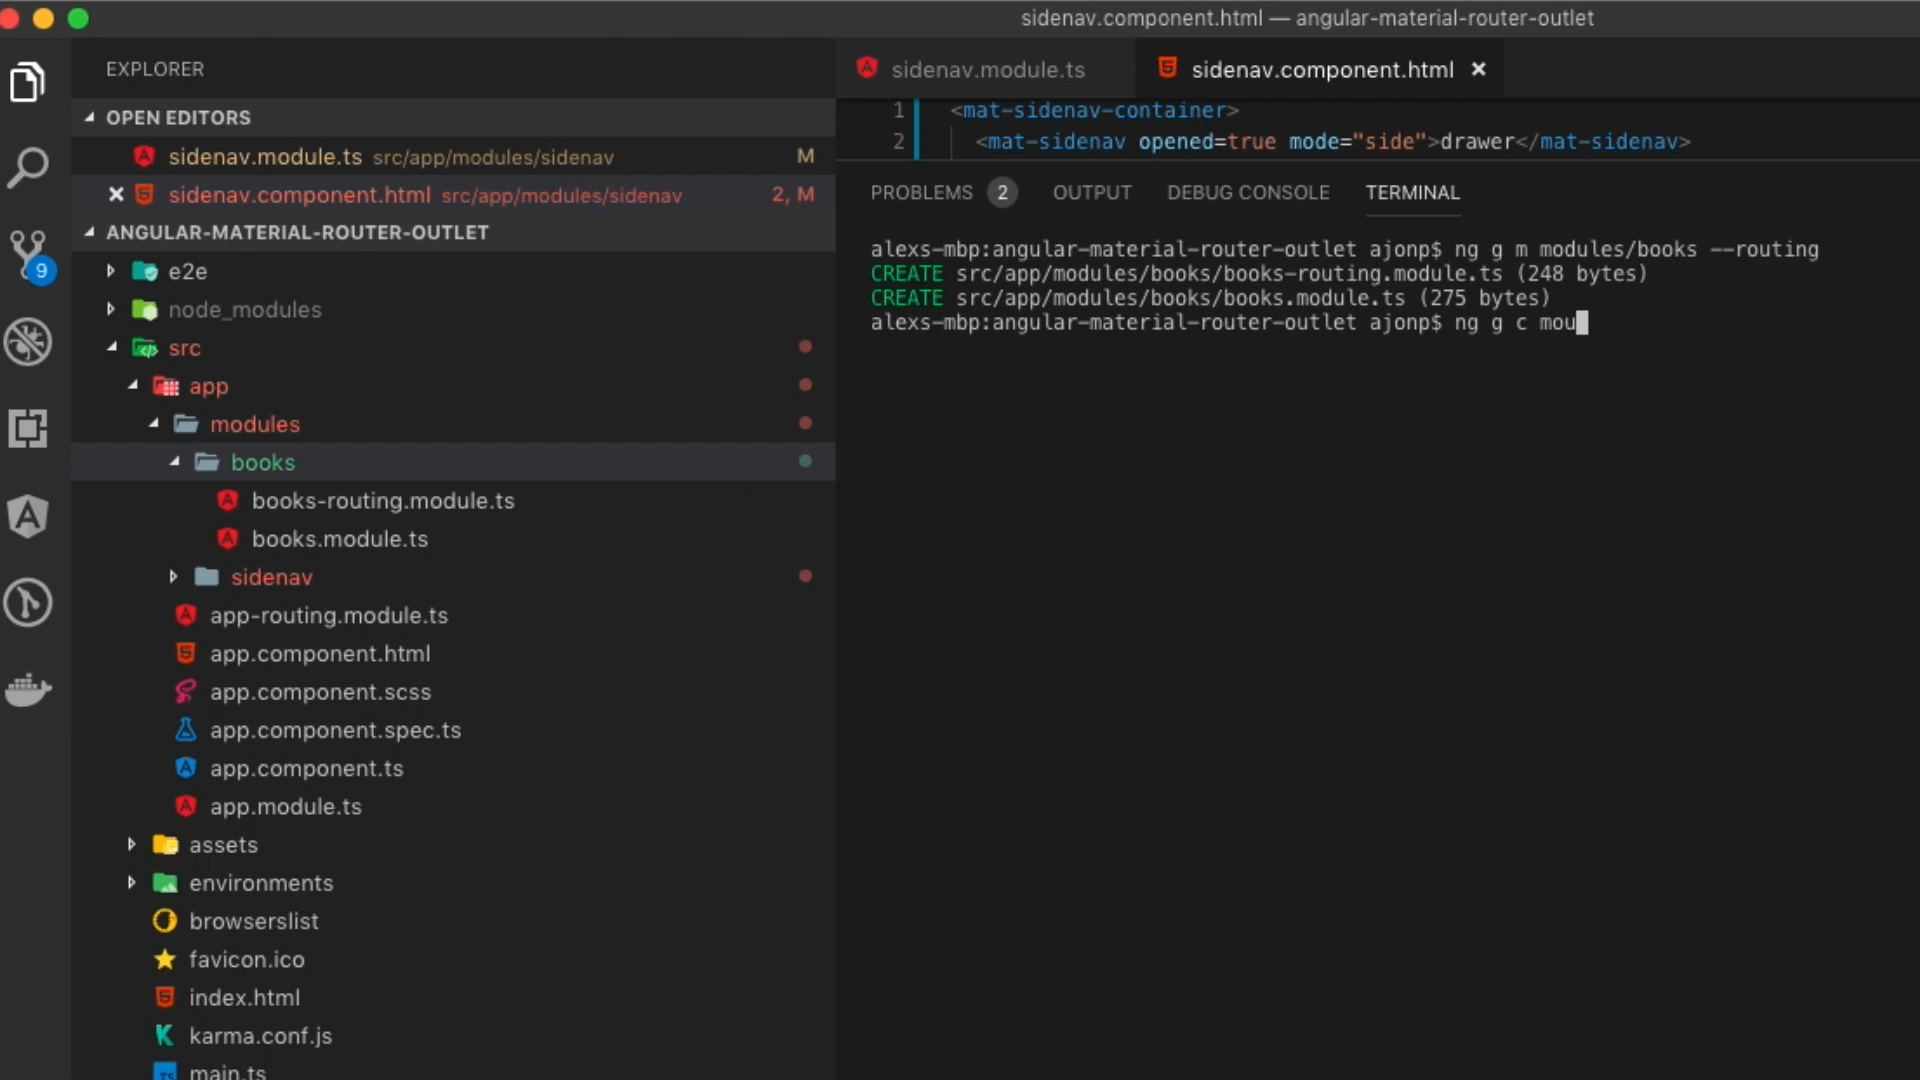 sidenav.component.html — angular-material-router-outlet
EXPLORER
OPEN EDITORS
sidenav.module.ts src/app/modules/sidenav M
sidenav.component.html src/app/modules/sidenav 2, M
ANGULAR-MATERIAL-ROUTER-OUTLET
e2e
node_modules
src
app
modules
books
books-routing.module.ts
books.module.ts
sidenav
app-routing.module.ts
app.component.html
app.component.scss
app.component.spec.ts
app.component.ts
app.module.ts
assets
environments
browserslist
favicon.ico
index.html
karma.conf.js
main.ts
9
sidenav.module.ts
sidenav.component.html
1 <mat-sidenav-container>
2 <mat-sidenav opened=true mode="side">drawer</mat-sidenav>
PROBLEMS 2 OUTPUT DEBUG CONSOLE TERMINAL
alexs-mbp:angular-material-router-outlet ajonp$ ng g m modules/books --routing
CREATE src/app/modules/books/books-routing.module.ts (248 bytes)
CREATE src/app/modules/books/books.module.ts (275 bytes)
alexs-mbp:angular-material-router-outlet ajonp$ ng g c mou